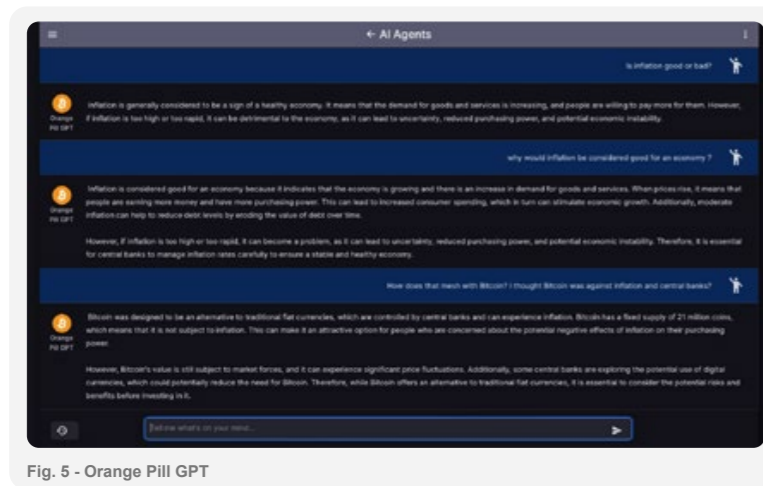 ← AI Agents
Is inflation good or bad?
Inflation is generally considered to be a sign of a healthy economy. It means that the demand for goods and services is increasing, and people are willing to pay more for them. However,
Orange
if inflation is too high or too rapid, it can be detrimental to the economy, as it can lead to uncertainty, reduced purchasing power, and potential economic instability.
Pill GPT
why would inflation be considered good for an economy ?
Inflation is considered good for an economy because it indicates that the economy is growing and there is an increase in demand for goods and services. When prices rise, it means that
Orange
people are earning more money and have more purchasing power. This can lead to increased consumer spending, which in turn can stimulate economic growth. Additionally, moderate
Pill GPT
inflation can help to reduce debt levels by eroding the value of debt over time.
However, if inflation is too high or too rapid, it can become a problem, as it can lead to uncertainty, reduced purchasing power, and potential economic instability. Therefore, it is essential
for central banks to manage inflation rates carefully to ensure a stable and healthy economy.
How does that mesh with Bitcoin? I thought Bitcoin was against inflation and central banks?
Bitcoin was designed to be an alternative to traditional fiat currencies, which are controlled by central banks and can experience inflation. Bitcoin has a fixed supply of 21 million coins,
Orange
which means that it is not subject to inflation. This can make it an attractive option for people who are concerned about the potential negative effects of inflation on their purchasing
Pill GPT
power.
However, Bitcoin's value is still subject to market forces, and it can experience significant price fluctuations. Additionally, some central banks are exploring the potential use of digital
currencies, which could potentially reduce the need for Bitcoin. Therefore, while Bitcoin offers an alternative to traditional fiat currencies, it is essential to consider the potential risks and
benefits before investing in it.
Tell me what's on your mind...
Fig. 5 - Orange Pill GPT